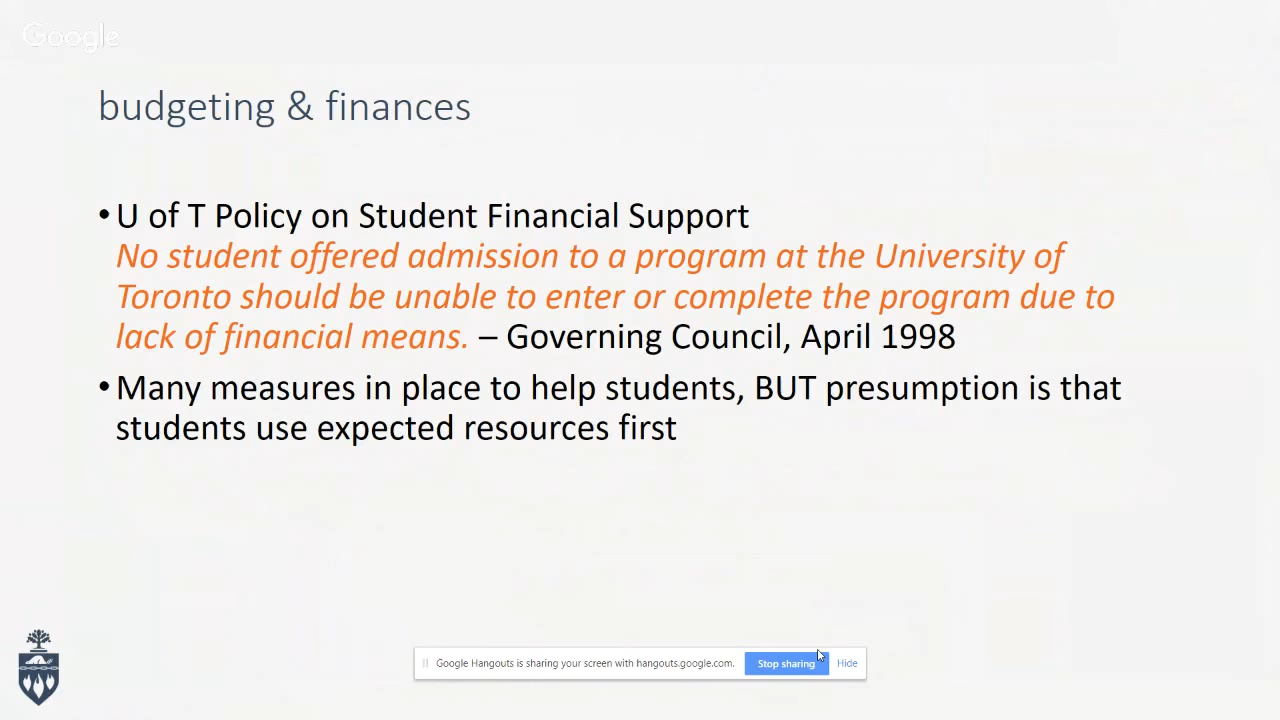 Google
budgeting & finances
• U of T Policy on Student Financial Support
No student offered admission to a program at the University of
Toronto should be unable to enter or complete the program due to
lack of financial means. – Governing Council, April 1998
• Many measures in place to help students, BUT presumption is that
students use expected resources first
Google Hangouts is sharing your screen with hangouts.google.com. Stop sharing Hide